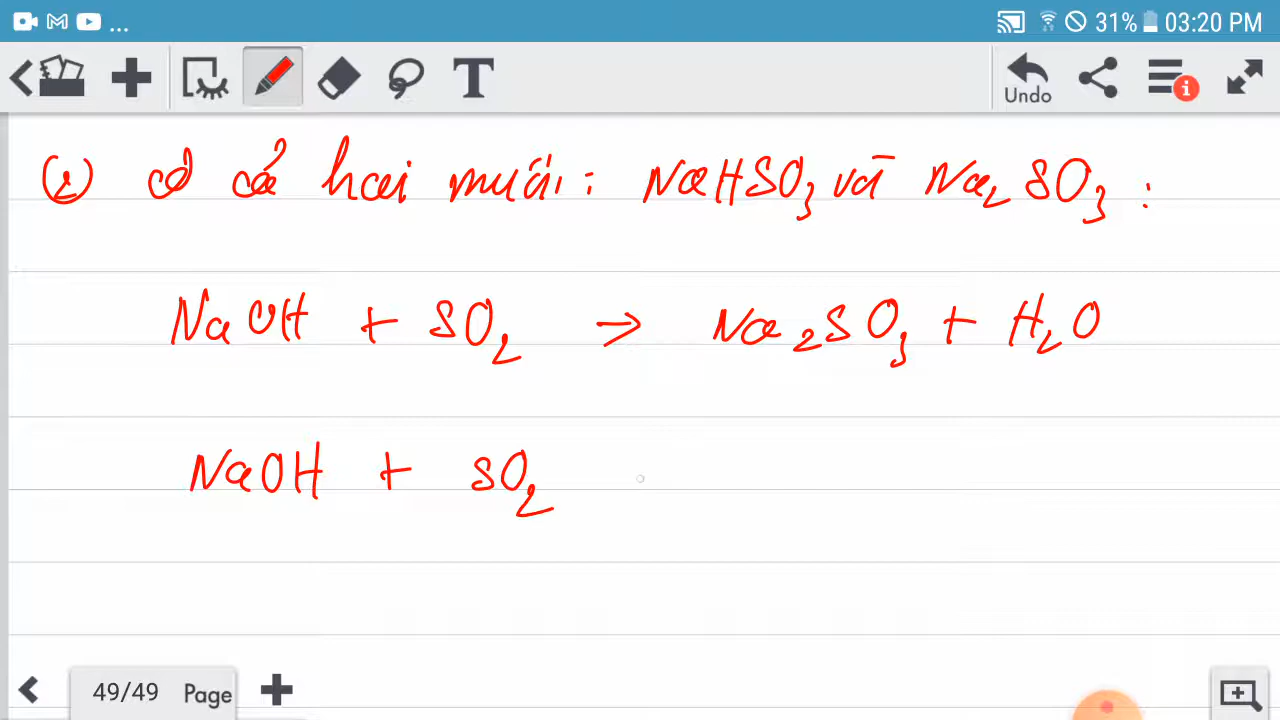 ... 31% 03:20 PM
T Undo
(2) có cả hai muối: NaHSO₃ và Na₂SO₃:
NaOH + SO₂ → Na₂SO₃ + H₂O
NaOH + SO₂
49/49 Page